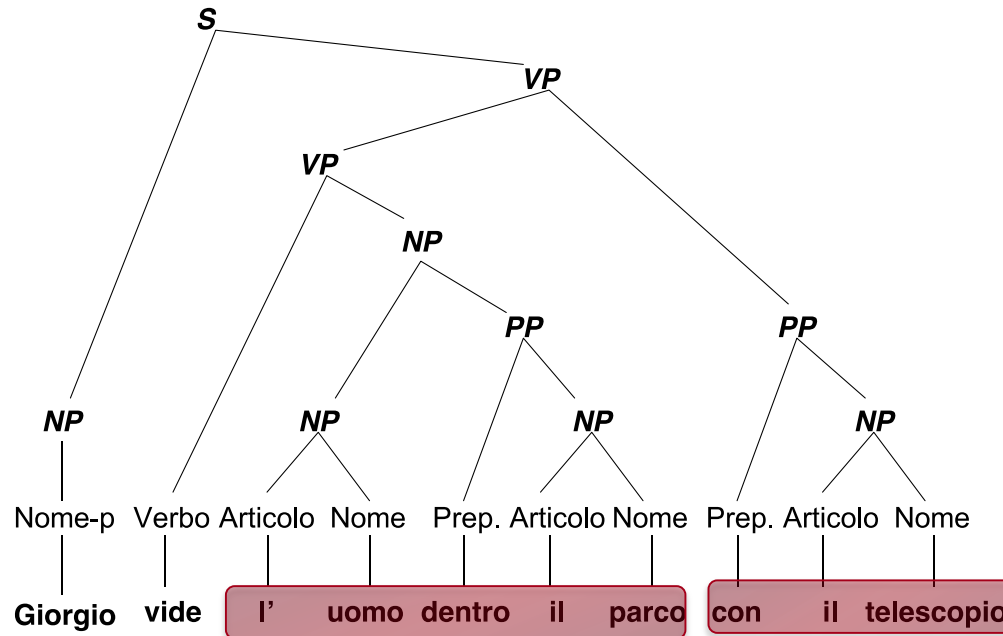 S
VP
VP
NP
PP PP
NP NP NP NP
Nome-p Verbo Articolo Nome Prep. Articolo Nome Prep. Articolo Nome
Giorgio vide l' uomo dentro il parco con il telescopio